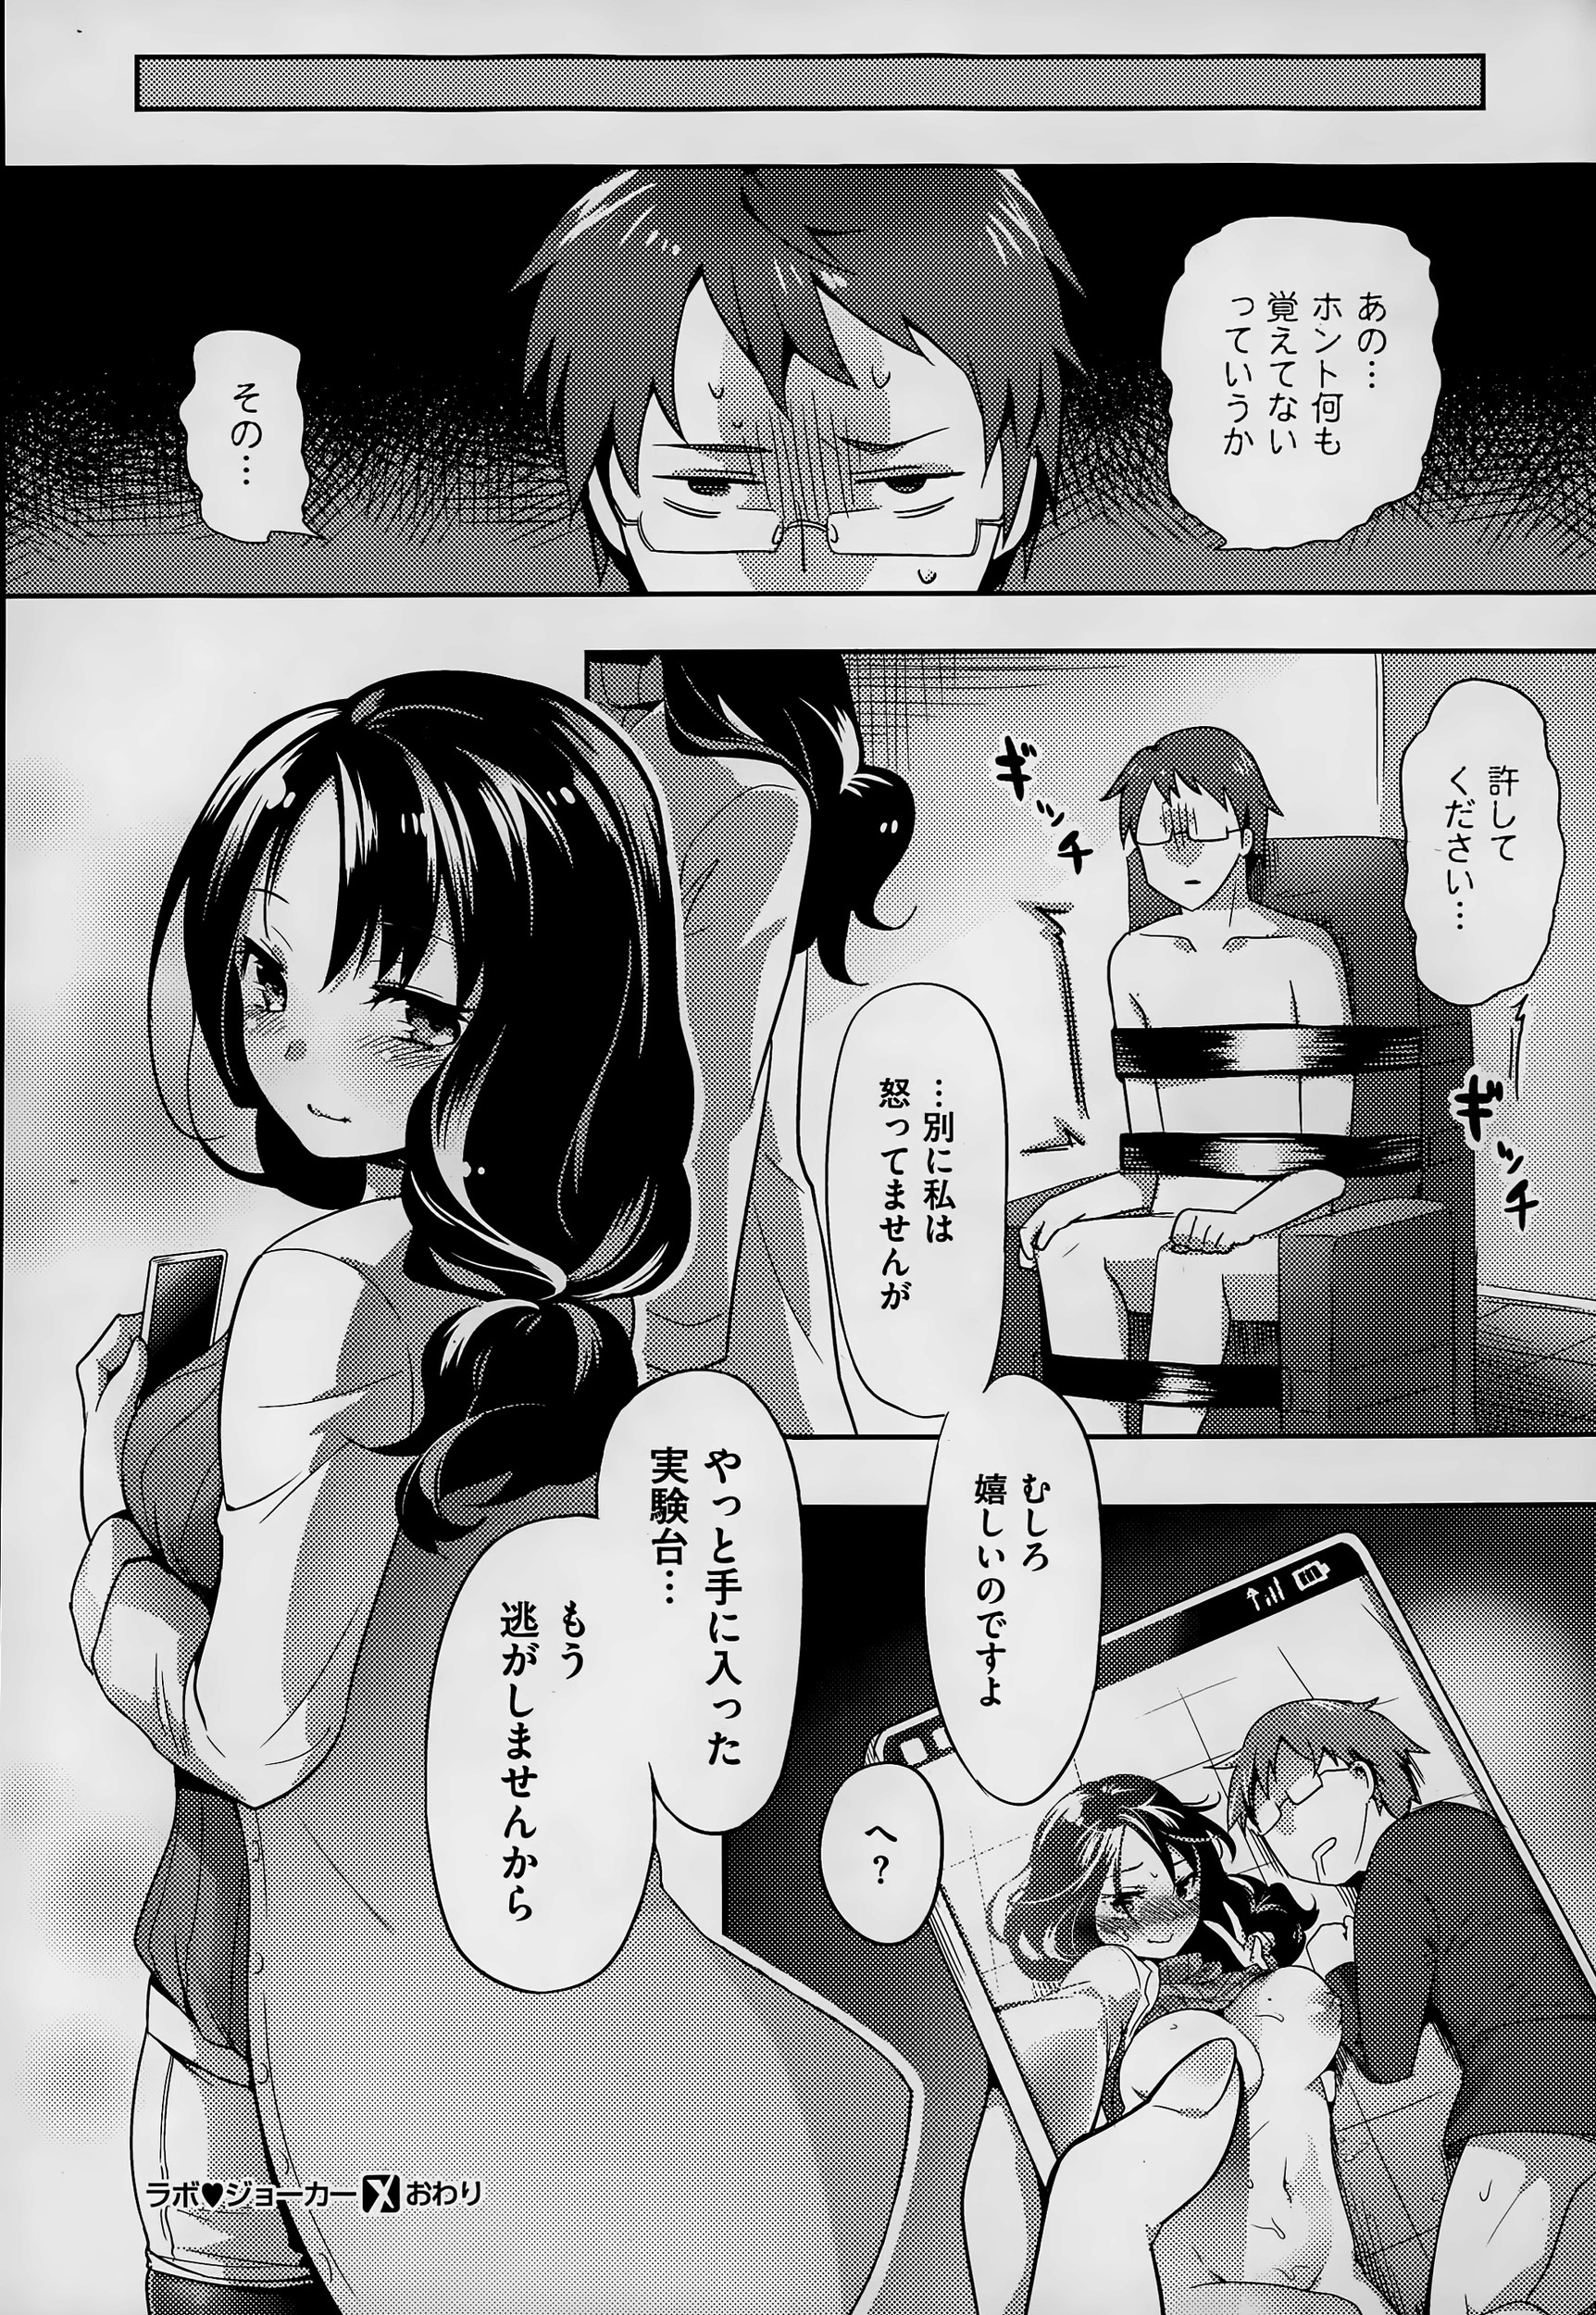 あの…
ホント何も
覚えてない
っていうか
その…
許して
ください…
ギッチ
ギッチ
…別に私は
怒ってませんが
むしろ
嬉しいのですよ
へ？
やっと手に入った
実験台…
もう
逃がしませんから
ラボ♥ジョーカー X おわり